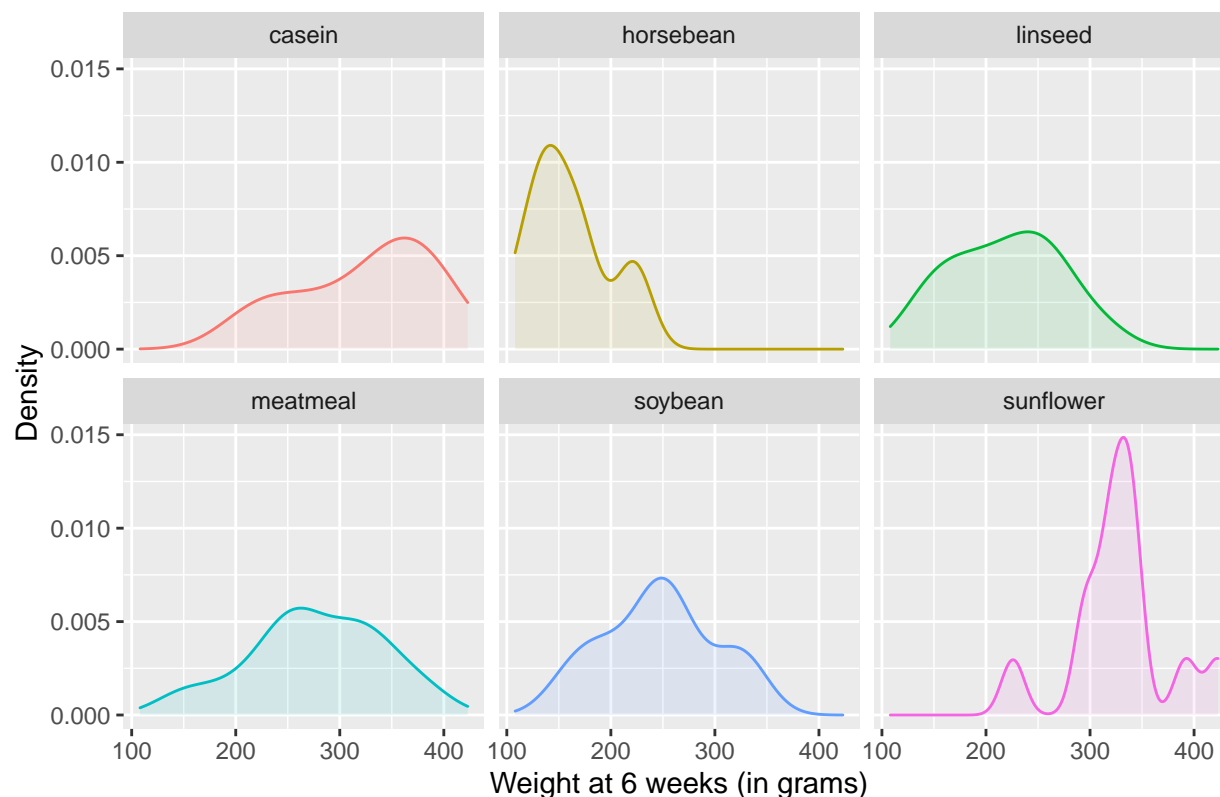 casein horsebean linseed
0.015
0.010
0.005
0.000
meatmeal soybean sunflower
0.015
0.010
0.005
0.000
100 200 300 400 100 200 300 400 100 200 300 400
Weight at 6 weeks (in grams)
Density